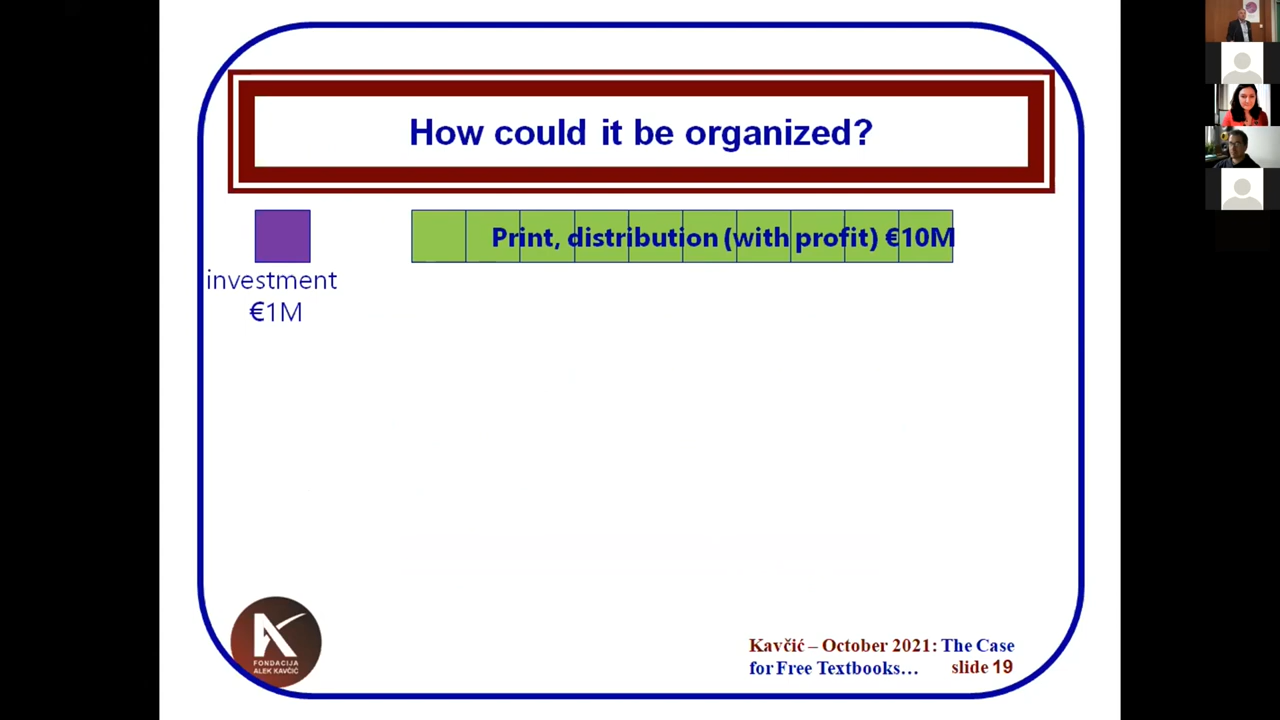 How could it be organized?
Print, distribution (with profit) €10M
investment
€1M
FONDACIJA
ALEK KAVČIĆ
Kavčić – October 2021: The Case
for Free Textbooks… slide 19